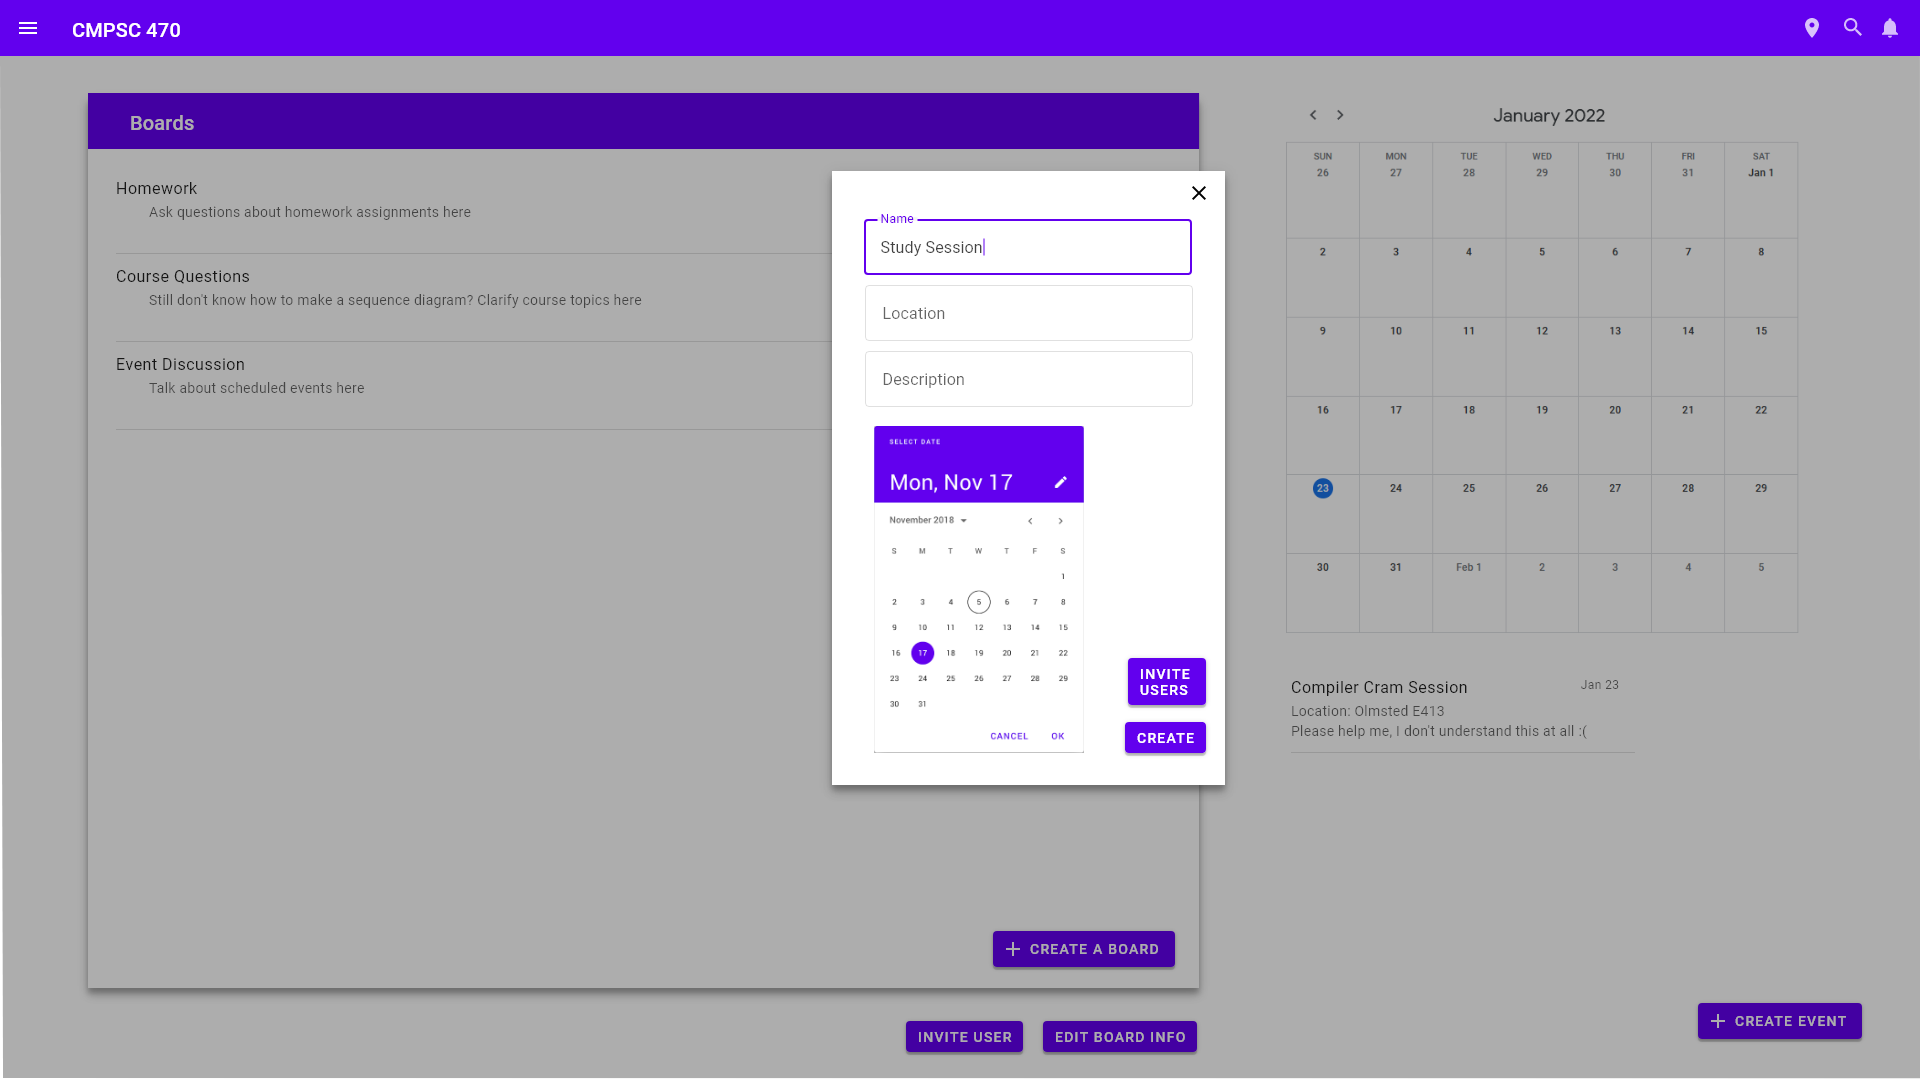 CMPSC 470
Boards
Homework
Ask questions about homework assignments here
Course Questions
Still don't know how to make a sequence diagram? Clarify course topics here
Event Discussion
Talk about scheduled events here
CREATE A BOARD
INVITE USER
EDIT BOARD INFO
Name
Study Session
Location
Description
SELECT DATE
Mon, Nov 17
November 2018
S M T W T F S
1
2 3 4 5 6 7 8
9 10 11 12 13 14 15
16 17 18 19 20 21 22
23 24 25 26 27 28 29
30 31
CANCEL OK
INVITE
USERS
CREATE
January 2022
SUN MON TUE WED THU FRI SAT
26 27 28 29 30 31 Jan 1
2 3 4 5 6 7 8
9 10 11 12 13 14 15
16 17 18 19 20 21 22
23 24 25 26 27 28 29
30 31 Feb 1 2 3 4 5
Compiler Cram Session Jan 23
Location: Olmsted E413
Please help me, I don't understand this at all :(
CREATE EVENT